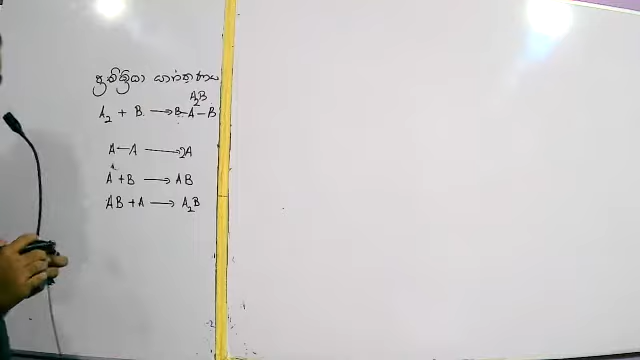 ප්‍රතික්‍රියා යාන්ත්‍රණය
A₂B
A₂ + B → B-A-B
A-A → 2A
A + B → AB
AB + A → A₂B